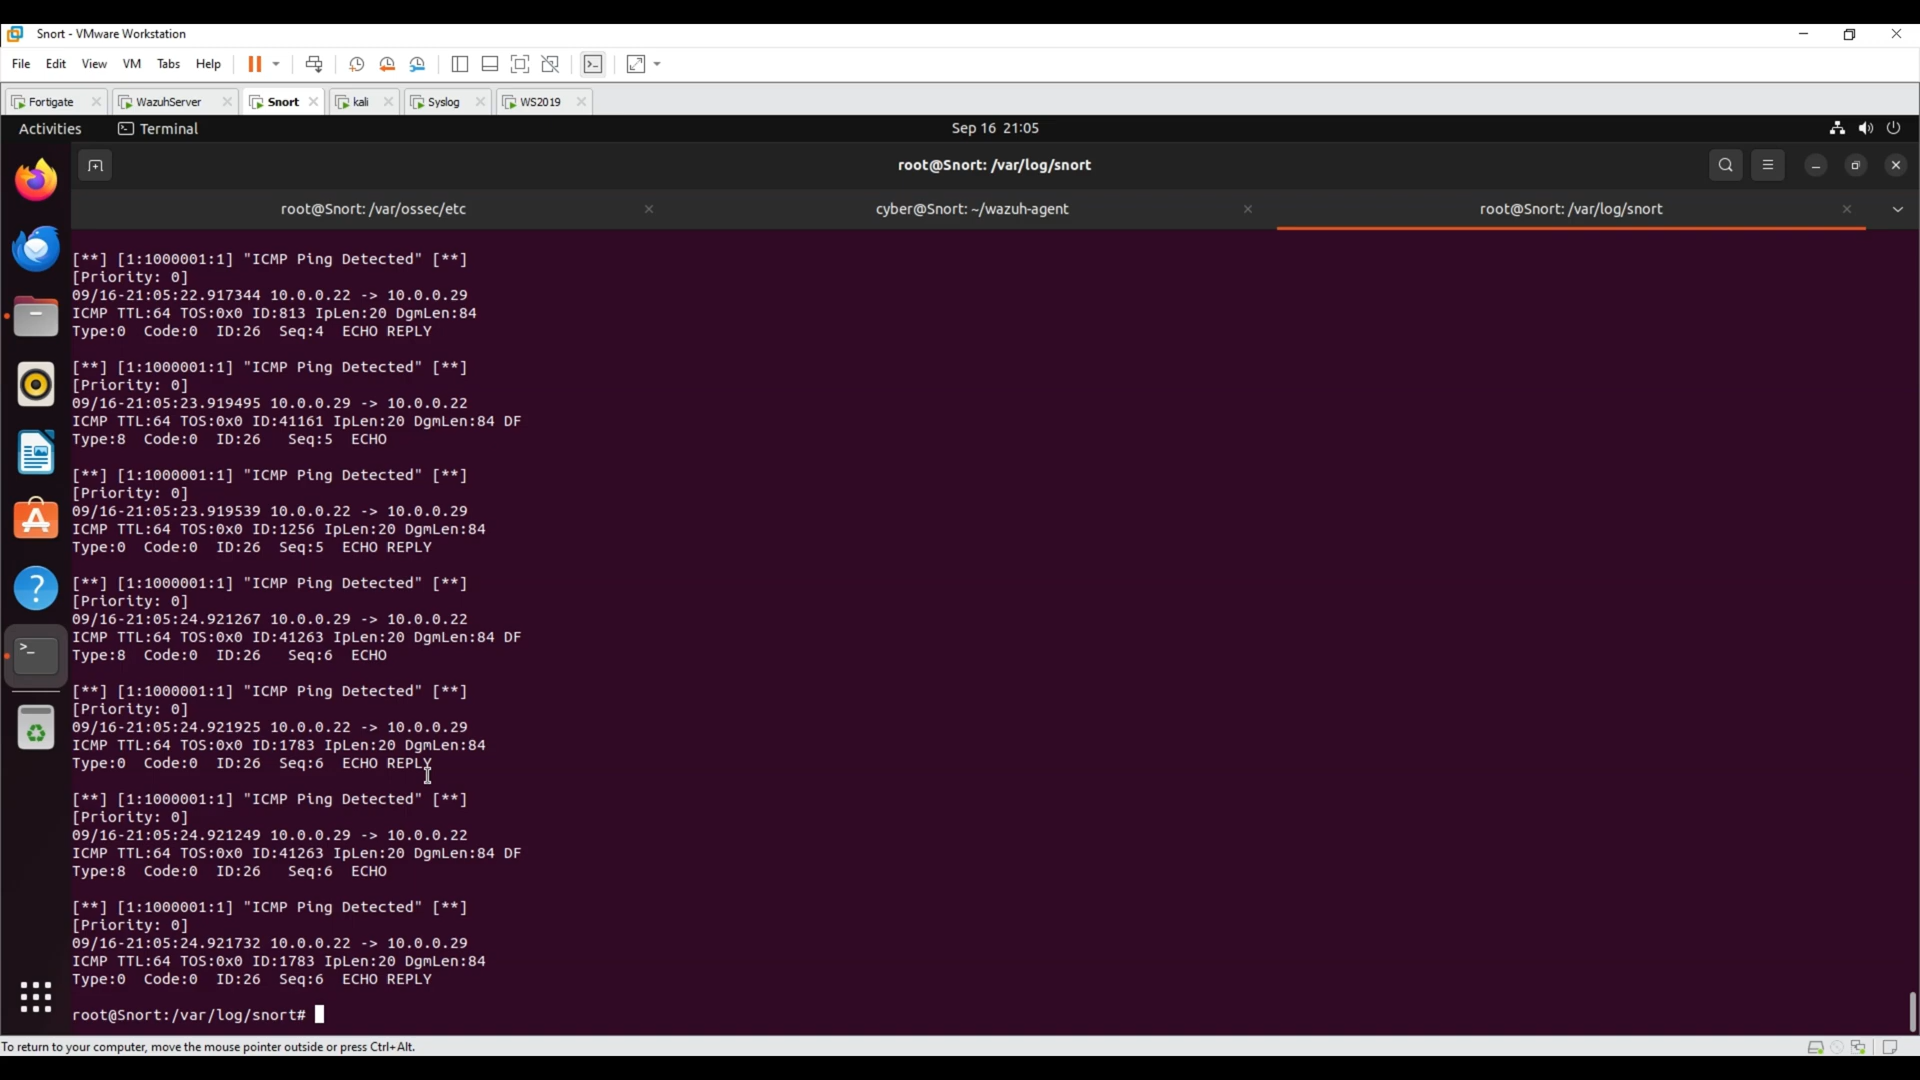 Snort - VMware Workstation
File Edit View VM Tabs Help
Fortigate WazuhServer Snort kali Syslog WS2019
Activities Terminal Sep 16 21:05
root@Snort: /var/log/snort
root@Snort: /var/ossec/etc cyber@Snort: ~/wazuh-agent root@Snort: /var/log/snort
[**] [1:1000001:1] "ICMP Ping Detected" [**]
[Priority: 0]
09/16-21:05:22.917344 10.0.0.22 -> 10.0.0.29
ICMP TTL:64 TOS:0x0 ID:813 IpLen:20 DgmLen:84
Type:0  Code:0  ID:26  Seq:4  ECHO REPLY
[**] [1:1000001:1] "ICMP Ping Detected" [**]
[Priority: 0]
09/16-21:05:23.919495 10.0.0.29 -> 10.0.0.22
ICMP TTL:64 TOS:0x0 ID:41161 IpLen:20 DgmLen:84 DF
Type:8  Code:0  ID:26   Seq:5  ECHO
[**] [1:1000001:1] "ICMP Ping Detected" [**]
[Priority: 0]
09/16-21:05:23.919539 10.0.0.22 -> 10.0.0.29
ICMP TTL:64 TOS:0x0 ID:1256 IpLen:20 DgmLen:84
Type:0  Code:0  ID:26  Seq:5  ECHO REPLY
[**] [1:1000001:1] "ICMP Ping Detected" [**]
[Priority: 0]
09/16-21:05:24.921267 10.0.0.29 -> 10.0.0.22
ICMP TTL:64 TOS:0x0 ID:41263 IpLen:20 DgmLen:84 DF
Type:8  Code:0  ID:26   Seq:6  ECHO
[**] [1:1000001:1] "ICMP Ping Detected" [**]
[Priority: 0]
09/16-21:05:24.921925 10.0.0.22 -> 10.0.0.29
ICMP TTL:64 TOS:0x0 ID:1783 IpLen:20 DgmLen:84
Type:0  Code:0  ID:26  Seq:6  ECHO REPLY
[**] [1:1000001:1] "ICMP Ping Detected" [**]
[Priority: 0]
09/16-21:05:24.921249 10.0.0.29 -> 10.0.0.22
ICMP TTL:64 TOS:0x0 ID:41263 IpLen:20 DgmLen:84 DF
Type:8  Code:0  ID:26   Seq:6  ECHO
[**] [1:1000001:1] "ICMP Ping Detected" [**]
[Priority: 0]
09/16-21:05:24.921732 10.0.0.22 -> 10.0.0.29
ICMP TTL:64 TOS:0x0 ID:1783 IpLen:20 DgmLen:84
Type:0  Code:0  ID:26  Seq:6  ECHO REPLY
root@Snort:/var/log/snort#
To return to your computer, move the mouse pointer outside or press Ctrl+Alt.